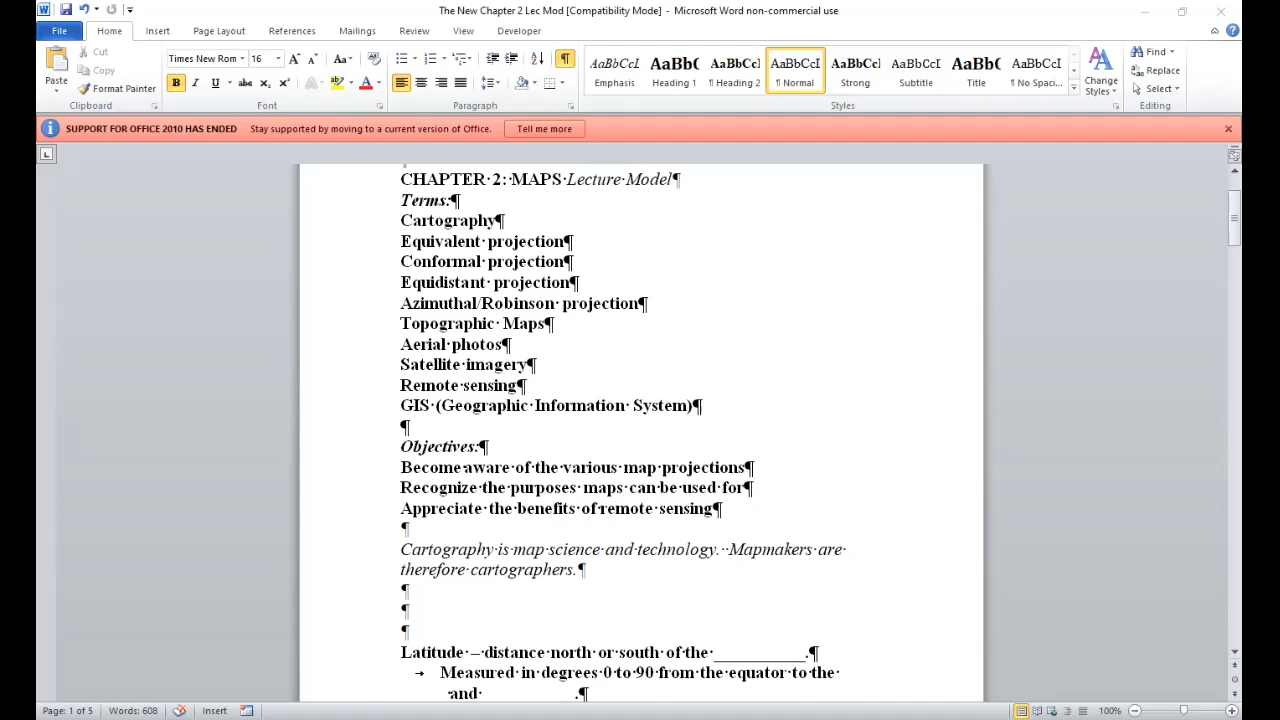 The New Chapter 2 Lec Mod [Compatibility Mode] - Microsoft Word non-commercial use
File Home Insert Page Layout References Mailings Review View Developer
Paste
Cut
Copy
Format Painter
Clipboard
Times New Rom 16
Font
Paragraph
AaBbCcI AaBb( AaBbCc AaBbCcI AaBbCc AaBbCcI AaBb( AaBbCcI
Emphasis Heading 1 ¶ Heading 2 ¶ Normal Strong Subtitle Title ¶ No Spaci...
Styles
Change Styles
Find
Replace
Select
Editing
SUPPORT FOR OFFICE 2010 HAS ENDED Stay supported by moving to a current version of Office. Tell me more
CHAPTER 2: MAPS Lecture Model¶
Terms:¶
Cartography¶
Equivalent projection¶
Conformal projection¶
Equidistant projection¶
Azimuthal/Robinson projection¶
Topographic Maps¶
Aerial photos¶
Satellite imagery¶
Remote sensing¶
GIS (Geographic Information System)¶
¶
Objectives:¶
Become aware of the various map projections¶
Recognize the purposes maps can be used for¶
Appreciate the benefits of remote sensing¶
¶
Cartography is map science and technology. Mapmakers are
therefore cartographers.¶
¶
¶
¶
Latitude – distance north or south of the __________.¶
→ Measured in degrees 0 to 90 from the equator to the
and .¶
Page: 1 of 5 Words: 608 Insert 100%